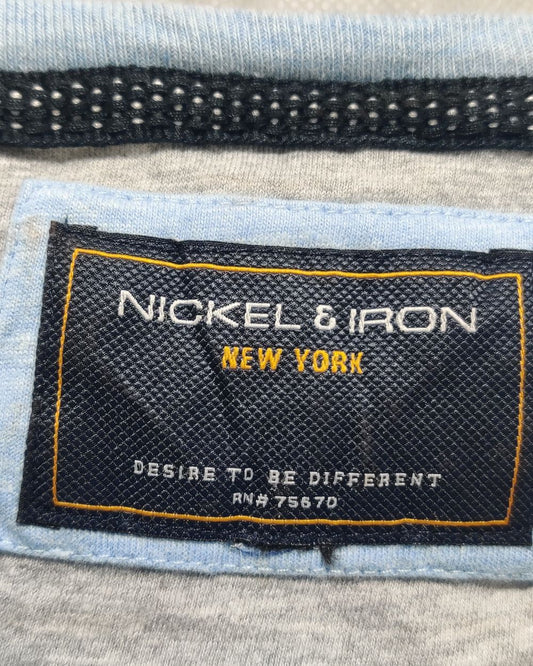 NICKEL & IRON
NEW YORK
DESIRE TO BE DIFFERENT
RN# 75670